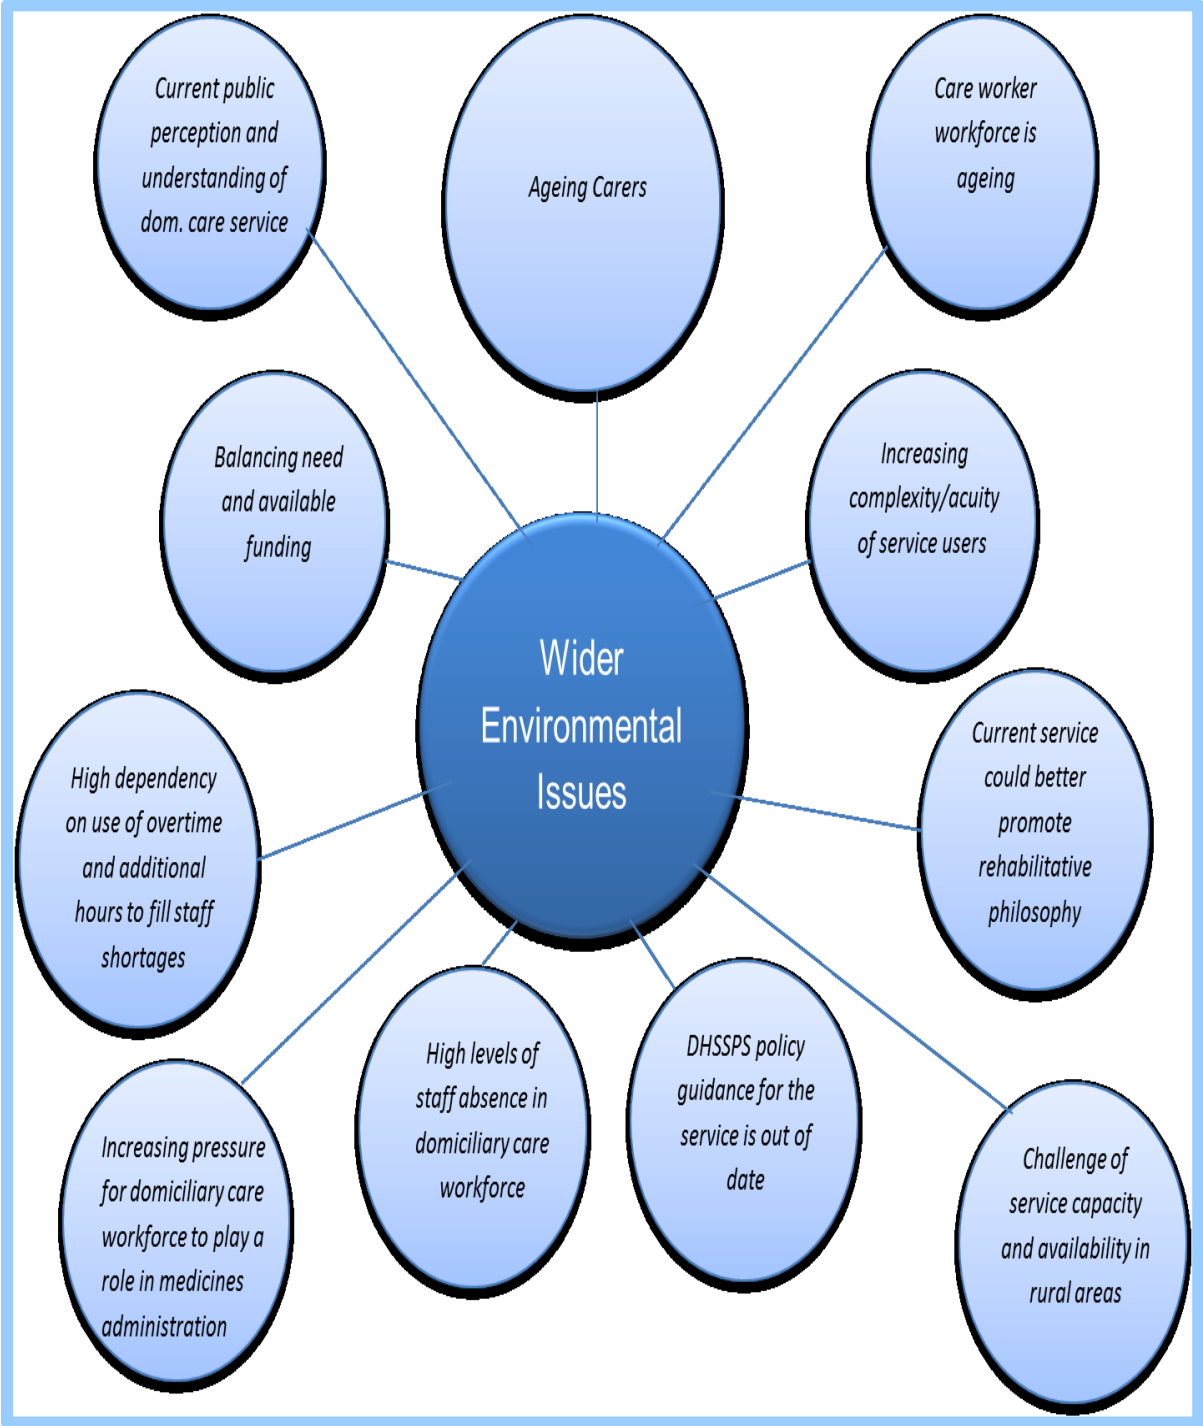 Current public
perception and
understanding of
dom. care service
Ageing Carers
Care worker
workforce is
ageing
Balancing need
and available
funding
Increasing
complexity/acuity
of service users
Wider
Environmental
Issues
High dependency
on use of overtime
and additional
hours to fill staff
shortages
Current service
could better
promote
rehabilitative
philosophy
Increasing pressure
for domiciliary care
workforce to play a
role in medicines
administration
High levels of
staff absence in
domiciliary care
workforce
DHSSPS policy
guidance for the
service is out of
date
Challenge of
service capacity
and availability in
rural areas